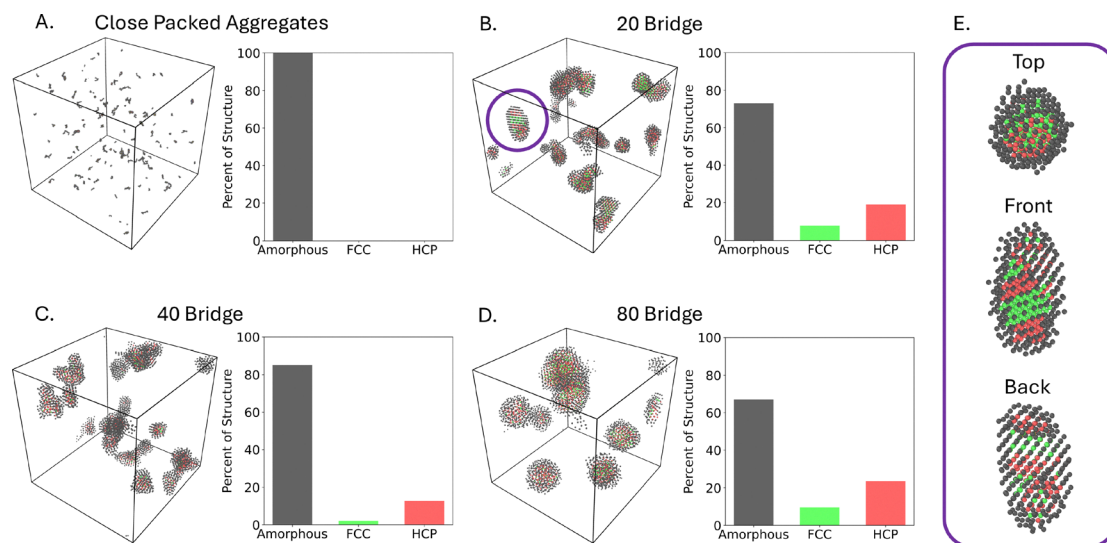 A. Close Packed Aggregates
Percent of Structure
100
80
60
40
20
0
Amorphous FCC HCP
B. 20 Bridge
Percent of Structure
100
80
60
40
20
0
Amorphous FCC HCP
C. 40 Bridge
Percent of Structure
100
80
60
40
20
0
Amorphous FCC HCP
D. 80 Bridge
Percent of Structure
100
80
60
40
20
0
Amorphous FCC HCP
E.
Top
Front
Back